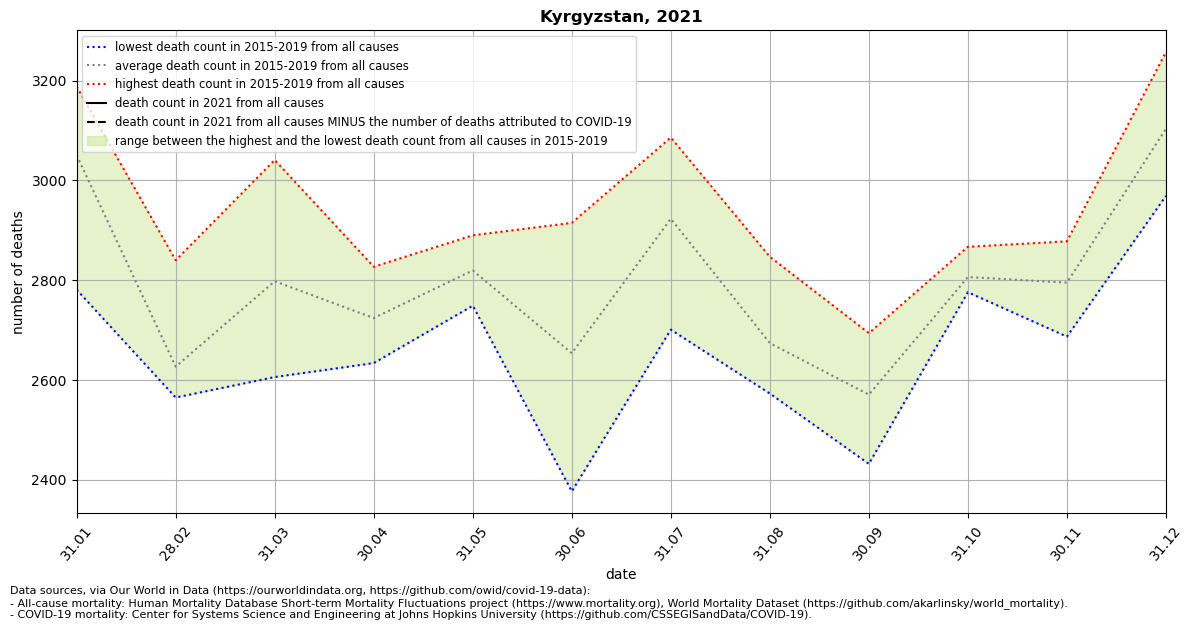 Kyrgyzstan, 2021
lowest death count in 2015-2019 from all causes
average death count in 2015-2019 from all causes
highest death count in 2015-2019 from all causes
death count in 2021 from all causes
death count in 2021 from all causes MINUS the number of deaths attributed to COVID-19
range between the highest and the lowest death count from all causes in 2015-2019
number of deaths
3200
3000
2800
2600
2400
31.01
28.02
31.03
30.04
31.05
30.06
31.07
31.08
30.09
31.10
30.11
31.12
date
Data sources, via Our World in Data (https://ourworldindata.org, https://github.com/owid/covid-19-data):
- All-cause mortality: Human Mortality Database Short-term Mortality Fluctuations project (https://www.mortality.org), World Mortality Dataset (https://github.com/akarlinsky/world_mortality).
- COVID-19 mortality: Center for Systems Science and Engineering at Johns Hopkins University (https://github.com/CSSEGISandData/COVID-19).